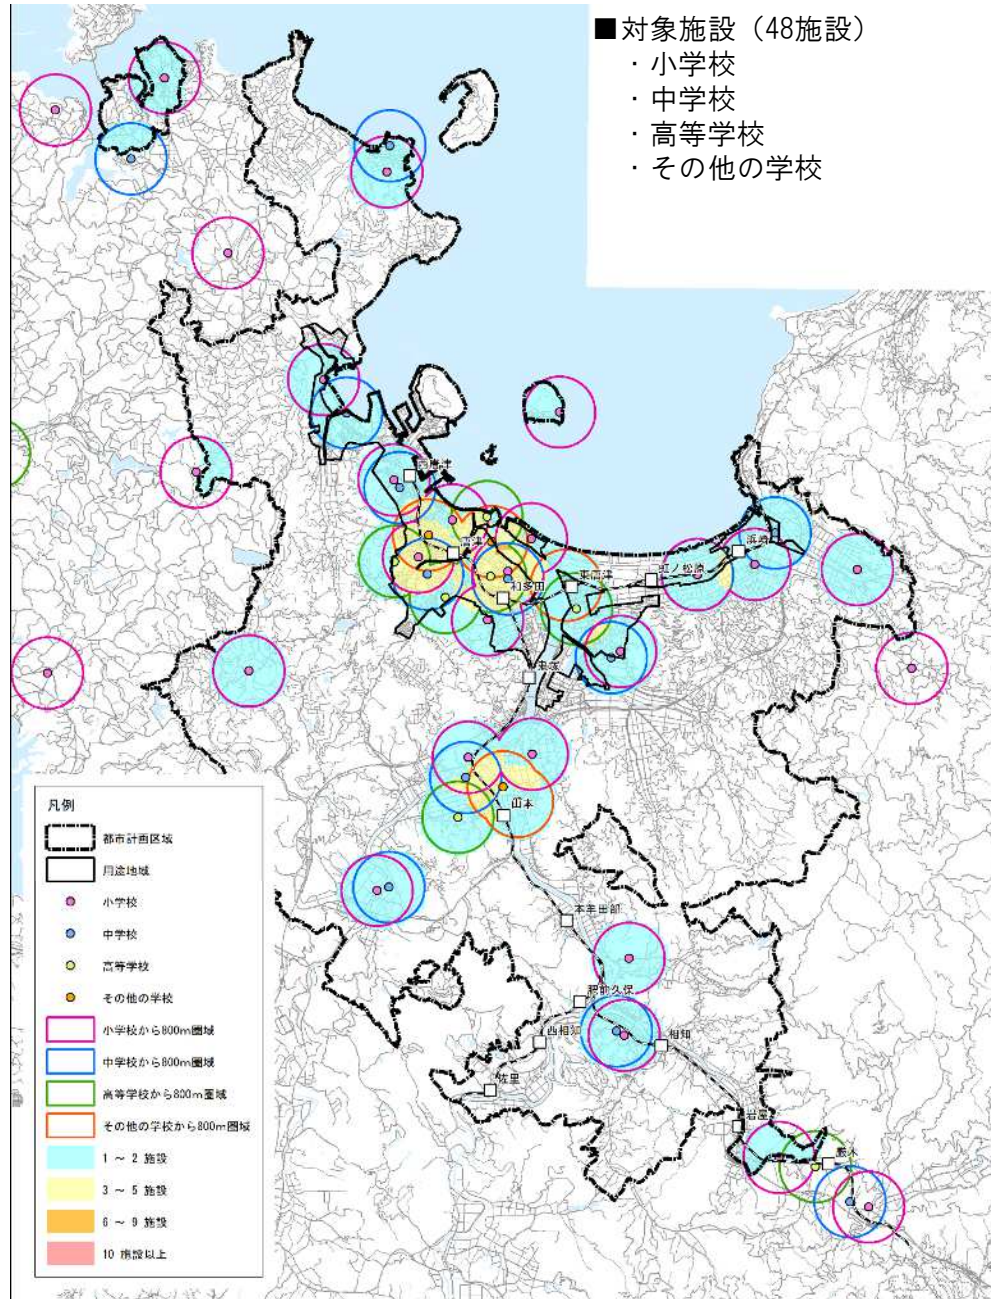 ■対象施設（48施設）
・小学校
・中学校
・高等学校
・その他の学校
西唐津
唐津
浜崎
虹ノ松原
東唐津
和多田
鬼塚
山本
本牟田部
肥前久保
西相知
相知
佐里
岩屋
厳木
凡例
都市計画区域
用途地域
小学校
中学校
高等学校
その他の学校
小学校から800m圏域
中学校から800m圏域
高等学校から800m圏域
その他の学校から800m圏域
1 ～ 2 施設
3 ～ 5 施設
6 ～ 9 施設
10 施設以上